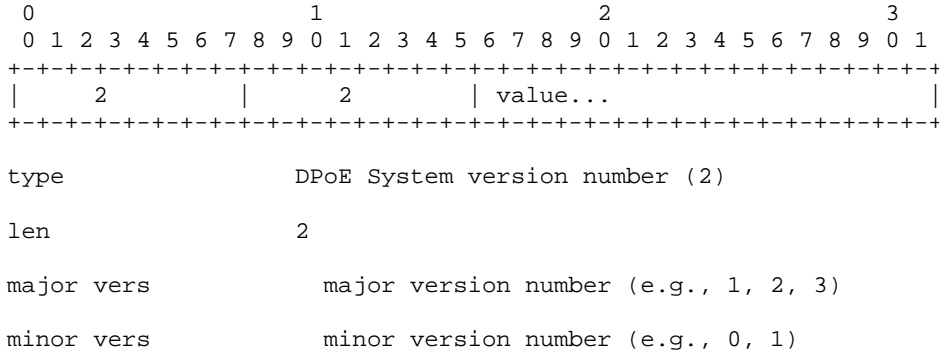 0                   1                   2                   3
 0 1 2 3 4 5 6 7 8 9 0 1 2 3 4 5 6 7 8 9 0 1 2 3 4 5 6 7 8 9 0 1
+-+-+-+-+-+-+-+-+-+-+-+-+-+-+-+-+-+-+-+-+-+-+-+-+-+-+-+-+-+-+-+-+
|     2         |      2        | value...                      |
+-+-+-+-+-+-+-+-+-+-+-+-+-+-+-+-+-+-+-+-+-+-+-+-+-+-+-+-+-+-+-+-+
type                DPoE System version number (2)
len                 2
major vers            major version number (e.g., 1, 2, 3)
minor vers            minor version number (e.g., 0, 1)